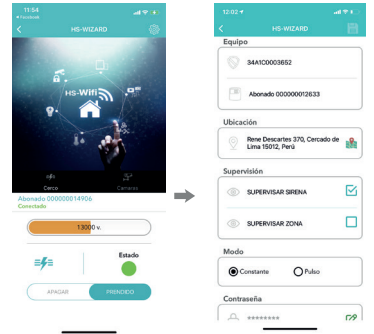 11:54
◂ Facebook
HS-WIZARD
HS-Wifi
Cerco
Camaras
Abonado 000000014906
Conectado
13000 v.
Estado
APAGAR
PRENDIDO
12:02
HS-WIZARD
Equipo
34A1C0003652
Abonado 000000012633
Ubicación
Rene Descartes 370, Cercado de
Lima 15012, Perú
Supervisión
SUPERVISAR SIRENA
SUPERVISAR ZONA
Modo
Constante
Pulso
Contraseña
********